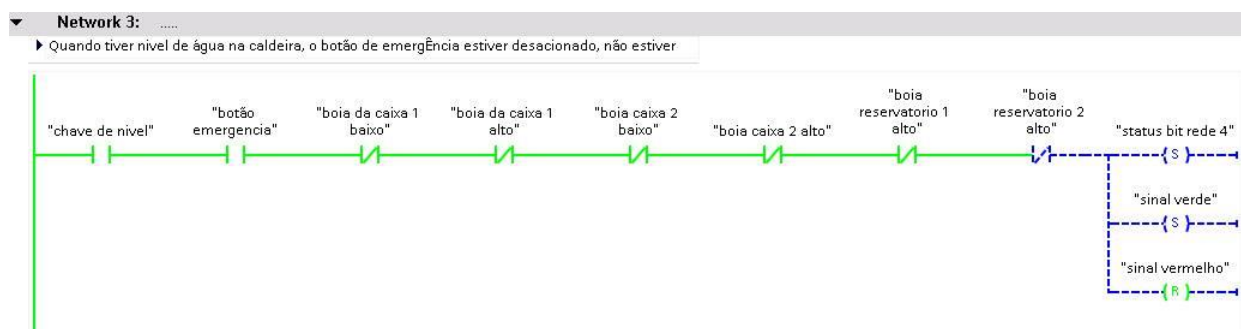 Network 3: .....
Quando tiver nivel de água na caldeira, o botão de emergÊncia estiver desacionado, não estiver
"chave de nivel"
"botão
emergencia"
"boia da caixa 1
baixo"
"boia da caixa 1
alto"
"boia caixa 2
baixo"
"boia caixa 2 alto"
"boia
reservatorio 1
alto"
"boia
reservatorio 2
alto"
"status bit rede 4"
S
"sinal verde"
S
"sinal vermelho"
R